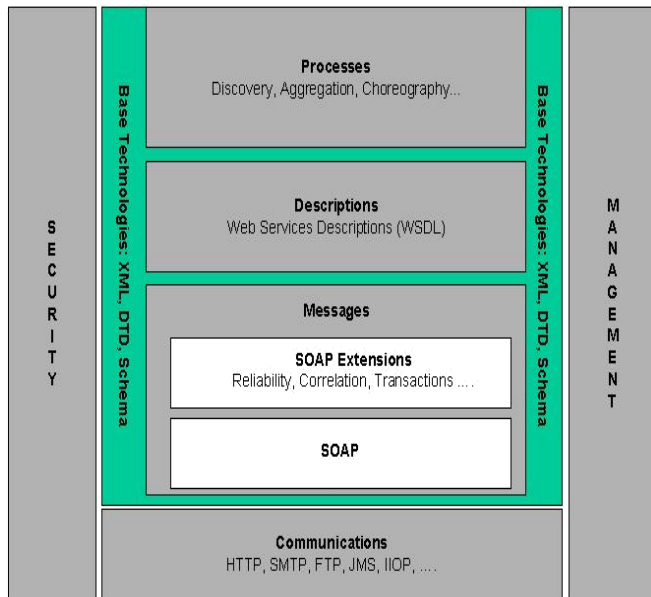 SECURITY
Base Technologies: XML, DTD, Schema
Processes
Discovery, Aggregation, Choreography...
Descriptions
Web Services Descriptions (WSDL)
Messages
SOAP Extensions
Reliability, Correlation, Transactions ....
SOAP
Base Technologies: XML, DTD, Schema
MANAGEMENT
Communications
HTTP, SMTP, FTP, JMS, IIOP, ....